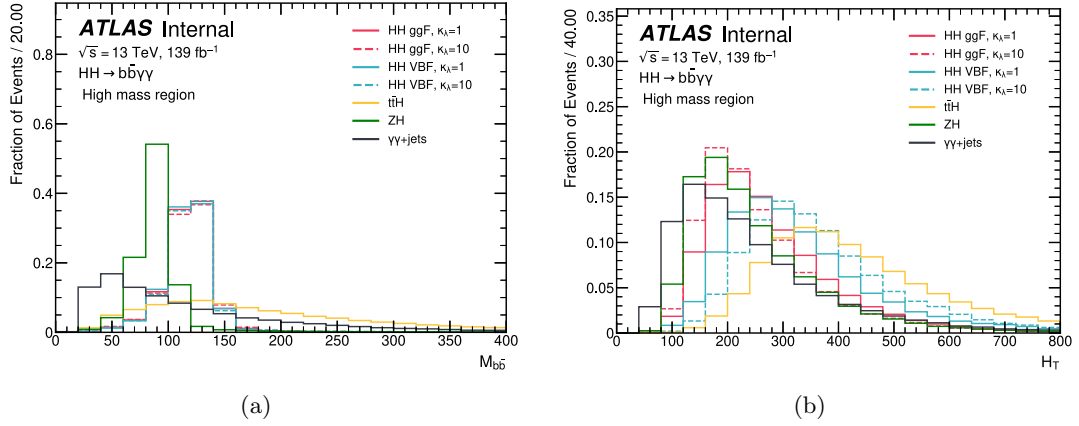 ATLAS Internal
√s = 13 TeV, 139 fb⁻¹
HH → bb̄γγ
High mass region
HH ggF, κλ=1
HH ggF, κλ=10
HH VBF, κλ=1
HH VBF, κλ=10
tt̄H
ZH
γγ+jets
Fraction of Events / 20.00
0.8
0.6
0.4
0.2
0
0 50 100 150 200 250 300 350 400
M_bb̄
(a)
ATLAS Internal
√s = 13 TeV, 139 fb⁻¹
HH → bb̄γγ
High mass region
HH ggF, κλ=1
HH ggF, κλ=10
HH VBF, κλ=1
HH VBF, κλ=10
tt̄H
ZH
γγ+jets
Fraction of Events / 40.00
0.35
0.30
0.25
0.20
0.15
0.10
0.05
0
0 100 200 300 400 500 600 700 800
H_T
(b)